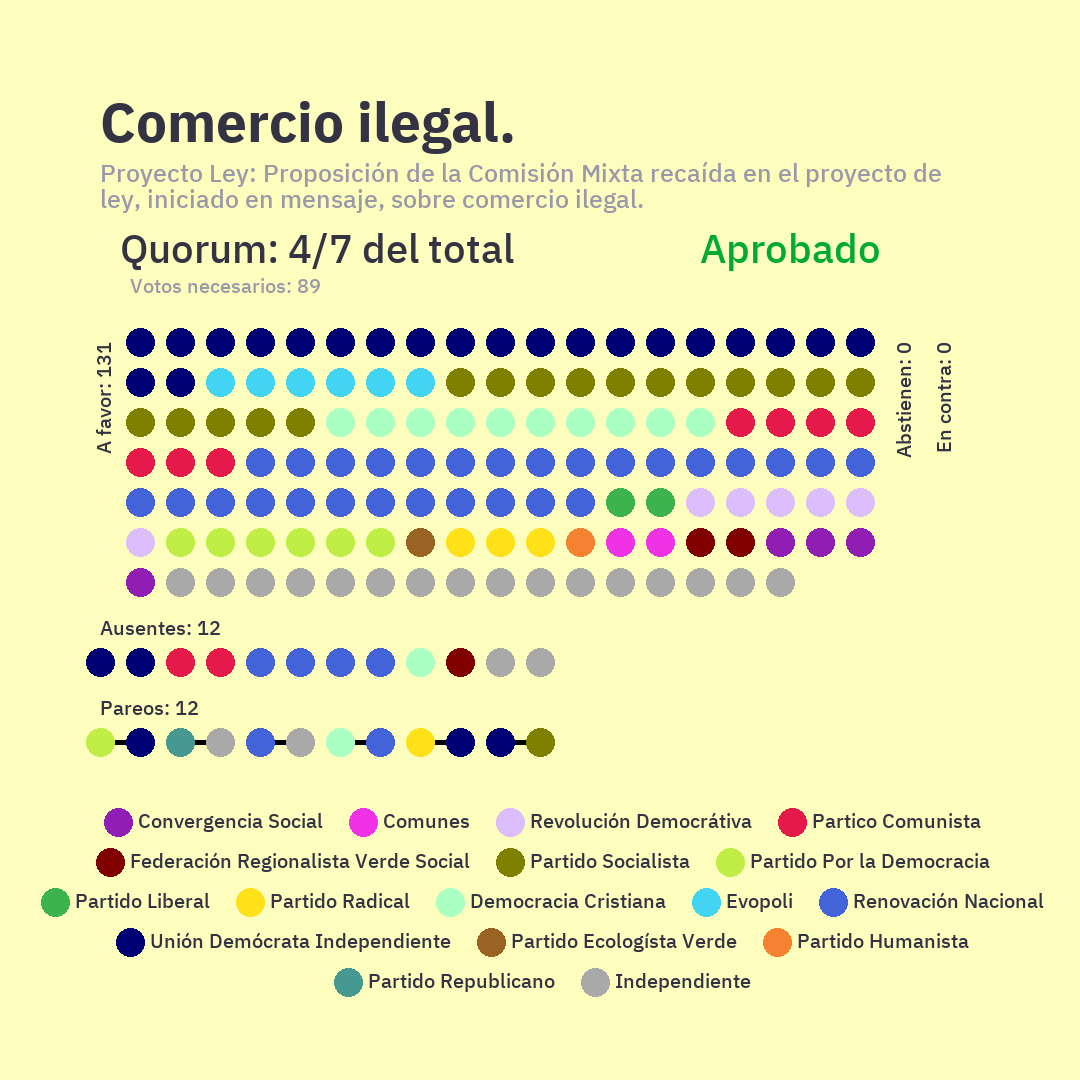 Comercio ilegal.
Proyecto Ley: Proposición de la Comisión Mixta recaída en el proyecto de
ley, iniciado en mensaje, sobre comercio ilegal.
Quorum: 4/7 del total
Aprobado
Votos necesarios: 89
A favor: 131
Abstienen: 0
En contra: 0
Ausentes: 12
Pareos: 12
Convergencia Social
Comunes
Revolución Democrátiva
Partico Comunista
Federación Regionalista Verde Social
Partido Socialista
Partido Por la Democracia
Partido Liberal
Partido Radical
Democracia Cristiana
Evopoli
Renovación Nacional
Unión Demócrata Independiente
Partido Ecologísta Verde
Partido Humanista
Partido Republicano
Independiente